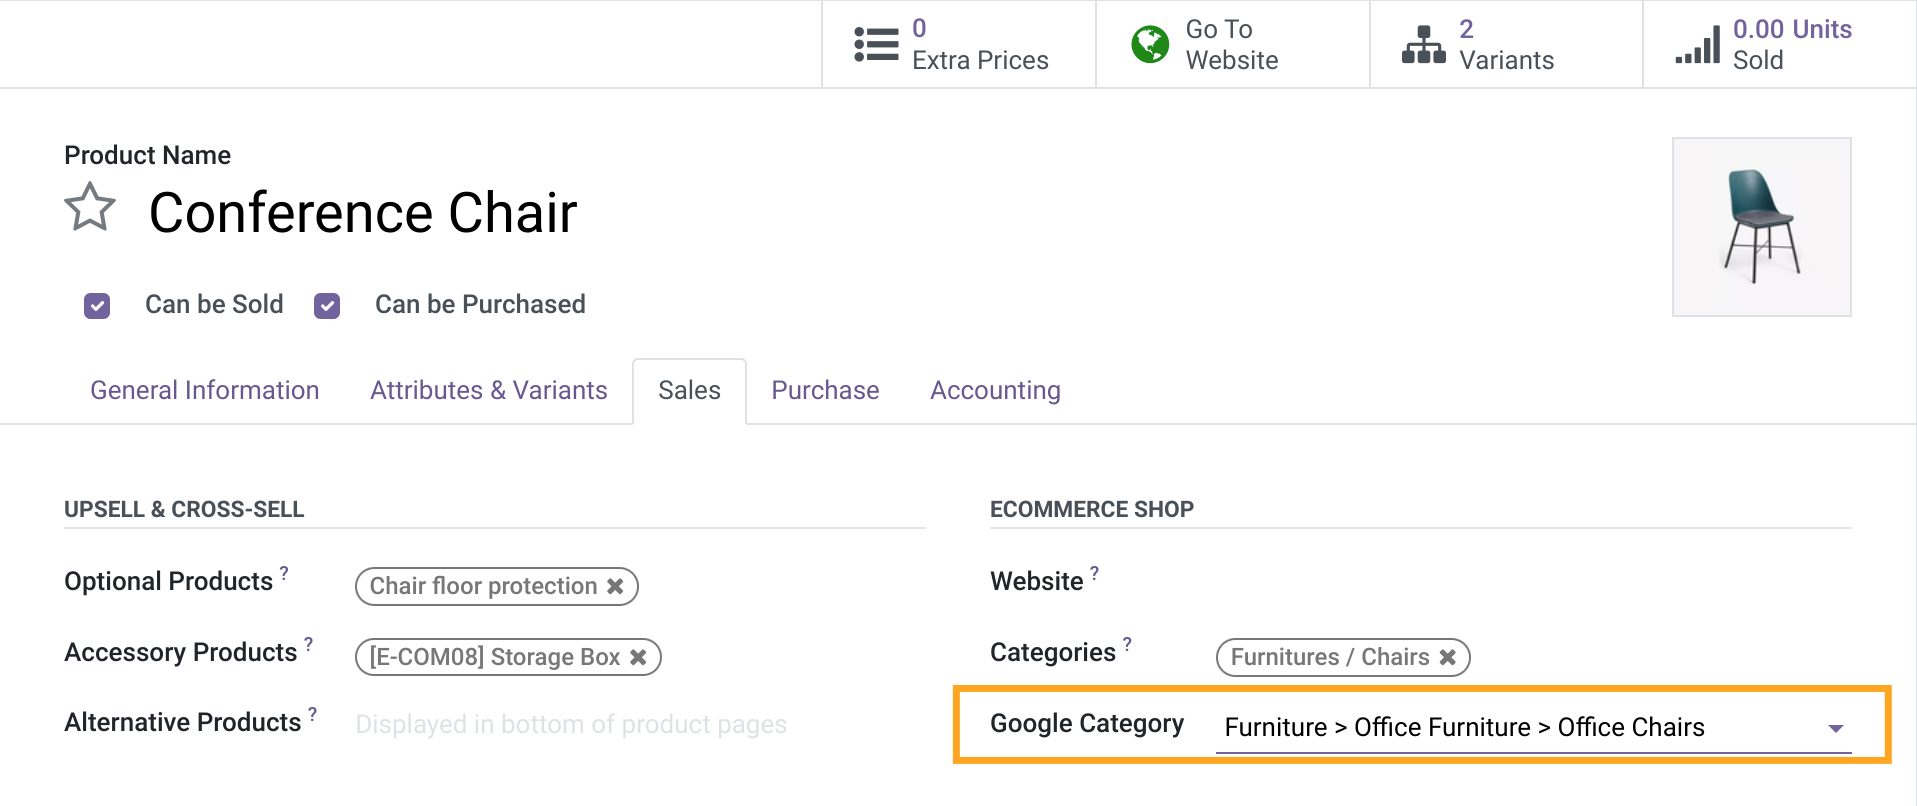 0
Extra Prices
Go To
Website
2
Variants
0.00 Units
Sold
Product Name
Conference Chair
Can be Sold
Can be Purchased
General Information
Attributes & Variants
Sales
Purchase
Accounting
UPSELL & CROSS-SELL
Optional Products ?
Chair floor protection ✖
Accessory Products ?
[E-COM08] Storage Box ✖
Alternative Products ?
Displayed in bottom of product pages
ECOMMERCE SHOP
Website ?
Categories ?
Furnitures / Chairs ✖
Google Category
Furniture > Office Furniture > Office Chairs